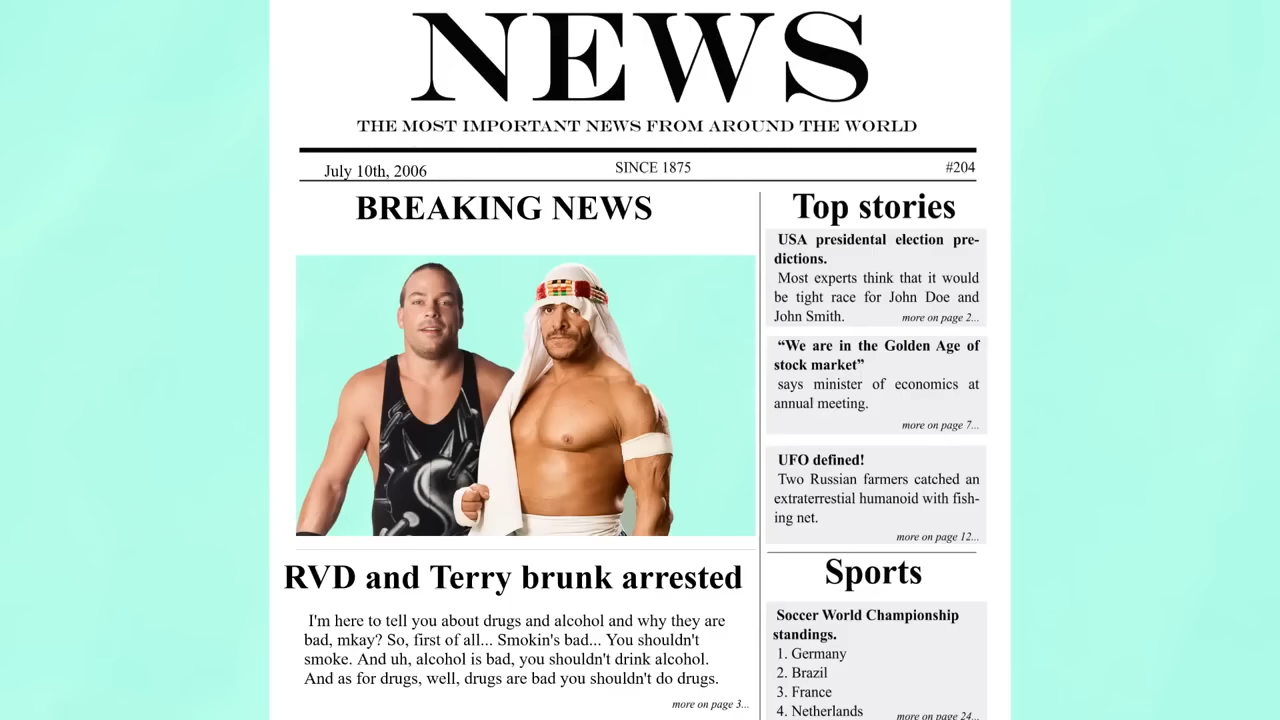 NEWS
THE MOST IMPORTANT NEWS FROM AROUND THE WORLD
July 10th, 2006
SINCE 1875
#204
BREAKING NEWS
RVD and Terry brunk arrested
I'm here to tell you about drugs and alcohol and why they are
bad, mkay? So, first of all... Smokin's bad... You shouldn't
smoke. And uh, alcohol is bad, you shouldn't drink alcohol.
And as for drugs, well, drugs are bad you shouldn't do drugs.
more on page 3...
Top stories
USA presidental election pre-
dictions.
Most experts think that it would
be tight race for John Doe and
John Smith.
more on page 2...
“We are in the Golden Age of
stock market”
says minister of economics at
annual meeting.
more on page 7...
UFO defined!
Two Russian farmers catched an
extraterrestial humanoid with fish-
ing net.
more on page 12...
Sports
Soccer World Championship
standings.
1. Germany
2. Brazil
3. France
4. Netherlands
more on page 24...